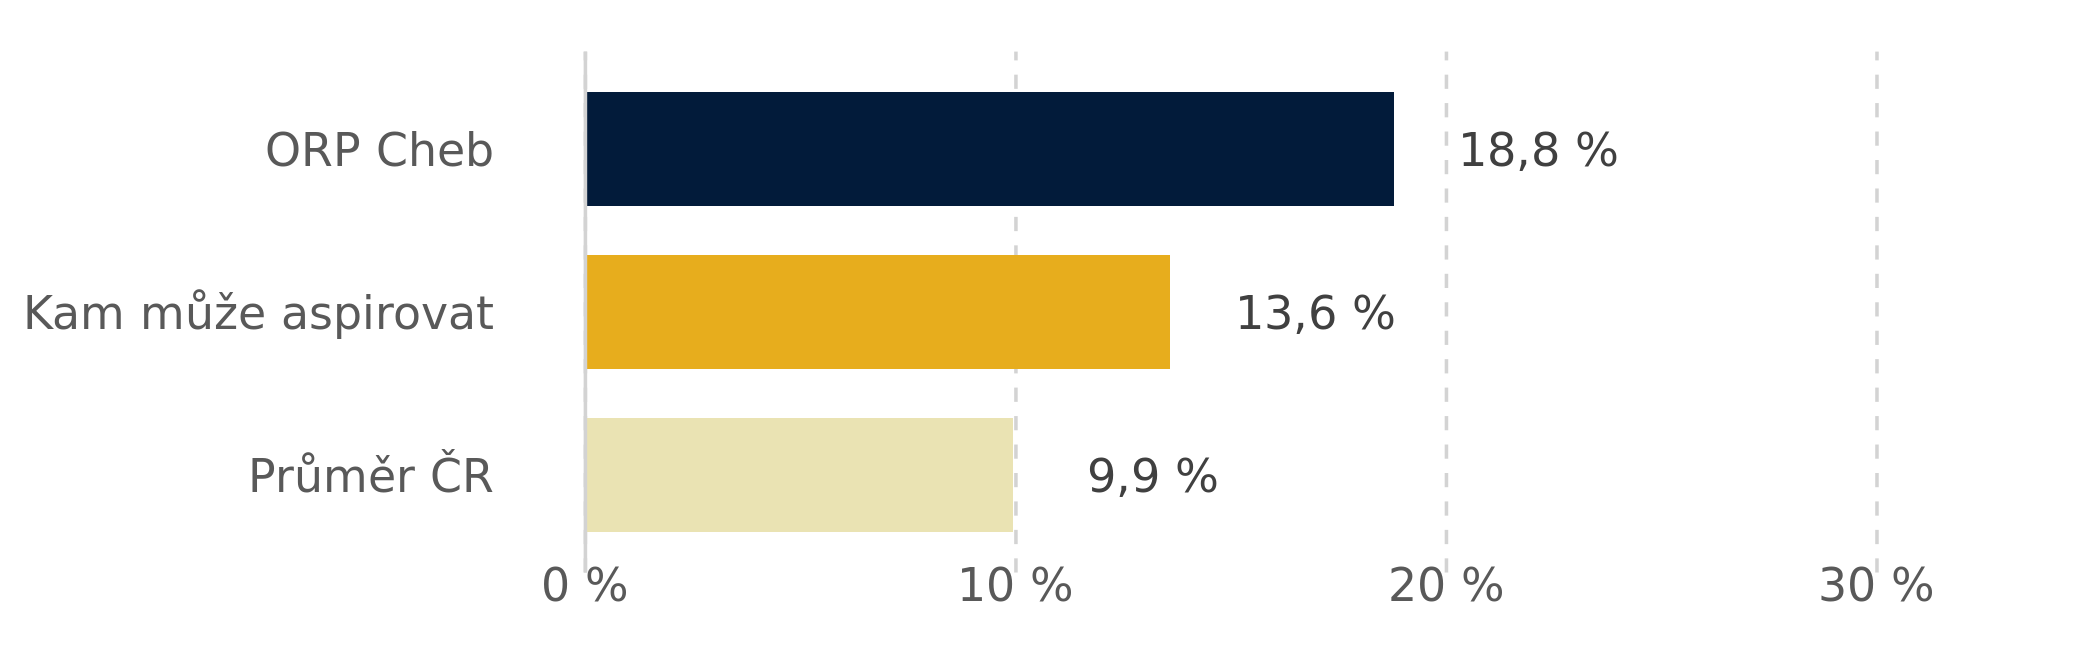 ORP Cheb
18,8 %
Kam může aspirovat
13,6 %
Průměr ČR
9,9 %
0 %
10 %
20 %
30 %